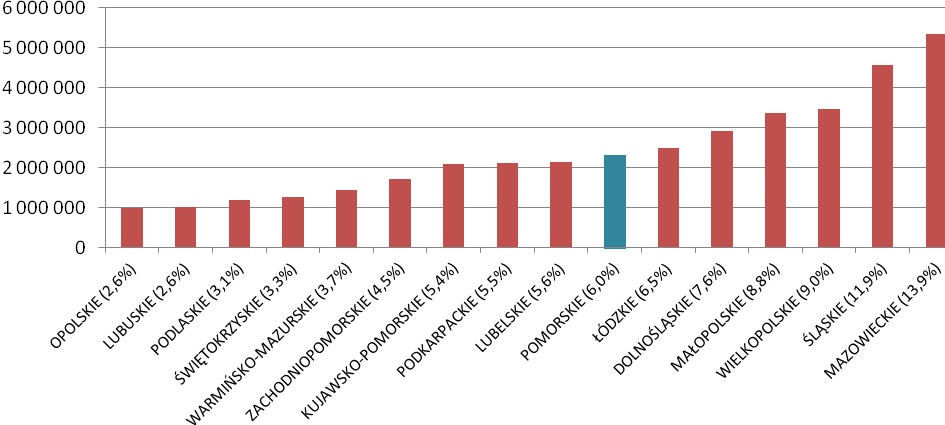 6 000 000
5 000 000
4 000 000
3 000 000
2 000 000
1 000 000
0
OPOLSKIE (2,6%)
LUBUSKIE (2,6%)
PODLASKIE (3,1%)
ŚWIĘTOKRZYSKIE (3,3%)
WARMIŃSKO-MAZURSKIE (3,7%)
ZACHODNIOPOMORSKIE (4,5%)
KUJAWSKO-POMORSKIE (5,4%)
PODKARPACKIE (5,5%)
LUBELSKIE (5,6%)
POMORSKIE (6,0%)
ŁÓDZKIE (6,5%)
DOLNOŚLĄSKIE (7,6%)
MAŁOPOLSKIE (8,8%)
WIELKOPOLSKIE (9,0%)
ŚLĄSKIE (11,9%)
MAZOWIECKIE (13,9%)